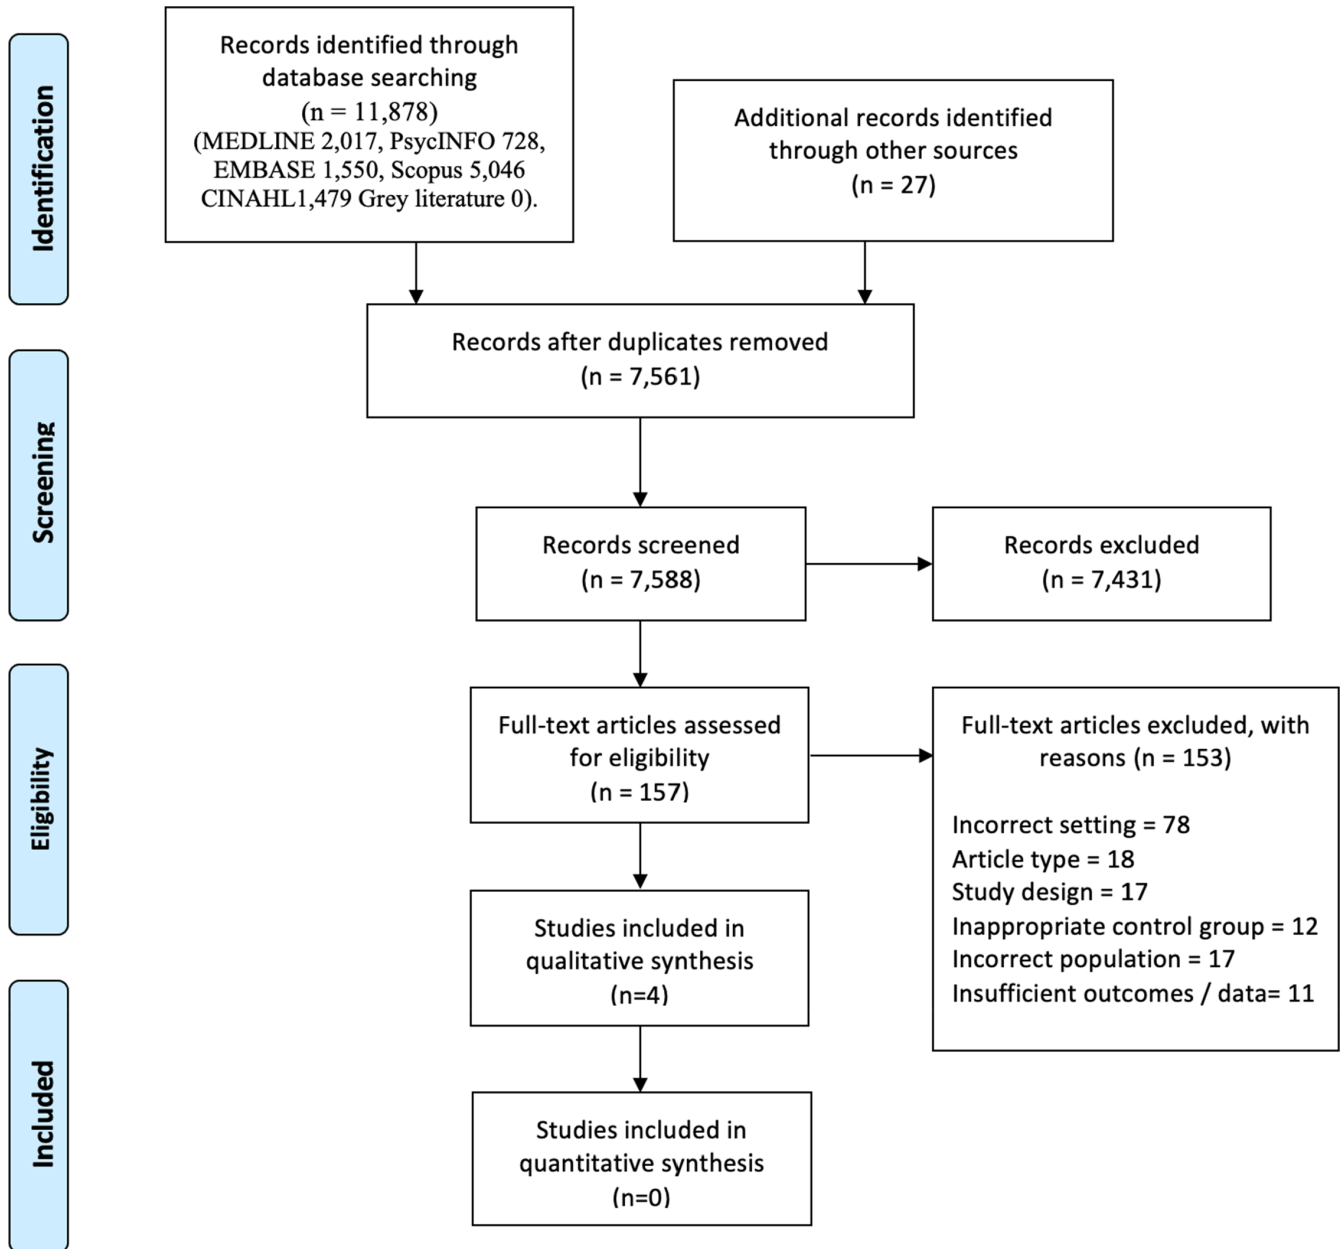 Identification
Records identified through
database searching
(n = 11,878)
(MEDLINE 2,017, PsycINFO 728,
EMBASE 1,550, Scopus 5,046
CINAHL1,479 Grey literature 0).
Additional records identified
through other sources
(n = 27)
Records after duplicates removed
(n = 7,561)
Screening
Records screened
(n = 7,588)
Records excluded
(n = 7,431)
Eligibility
Full-text articles assessed
for eligibility
(n = 157)
Full-text articles excluded, with
reasons (n = 153)
Incorrect setting = 78
Article type = 18
Study design = 17
Inappropriate control group = 12
Incorrect population = 17
Insufficient outcomes / data= 11
Studies included in
qualitative synthesis
(n=4)
Included
Studies included in
quantitative synthesis
(n=0)